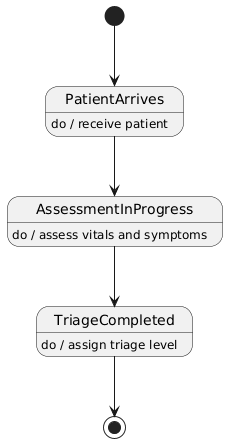 PatientArrives
do / receive patient
AssessmentInProgress
do / assess vitals and symptoms
TriageCompleted
do / assign triage level